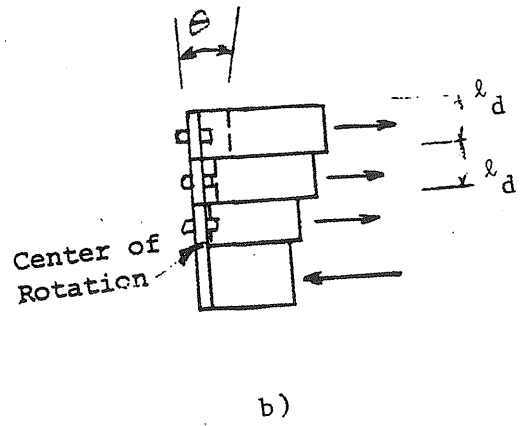 θ
ℓd
ℓd
Center of
Rotation
b)